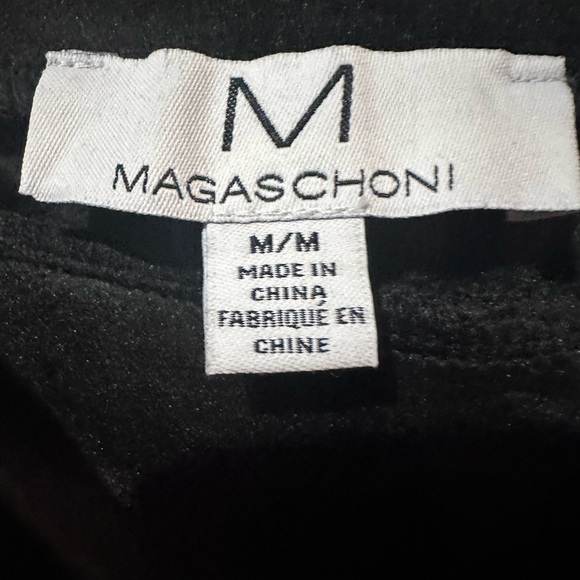 M
MAGASCHONI
M/M
MADE IN
CHINA
FABRIQUÉ EN
CHINE